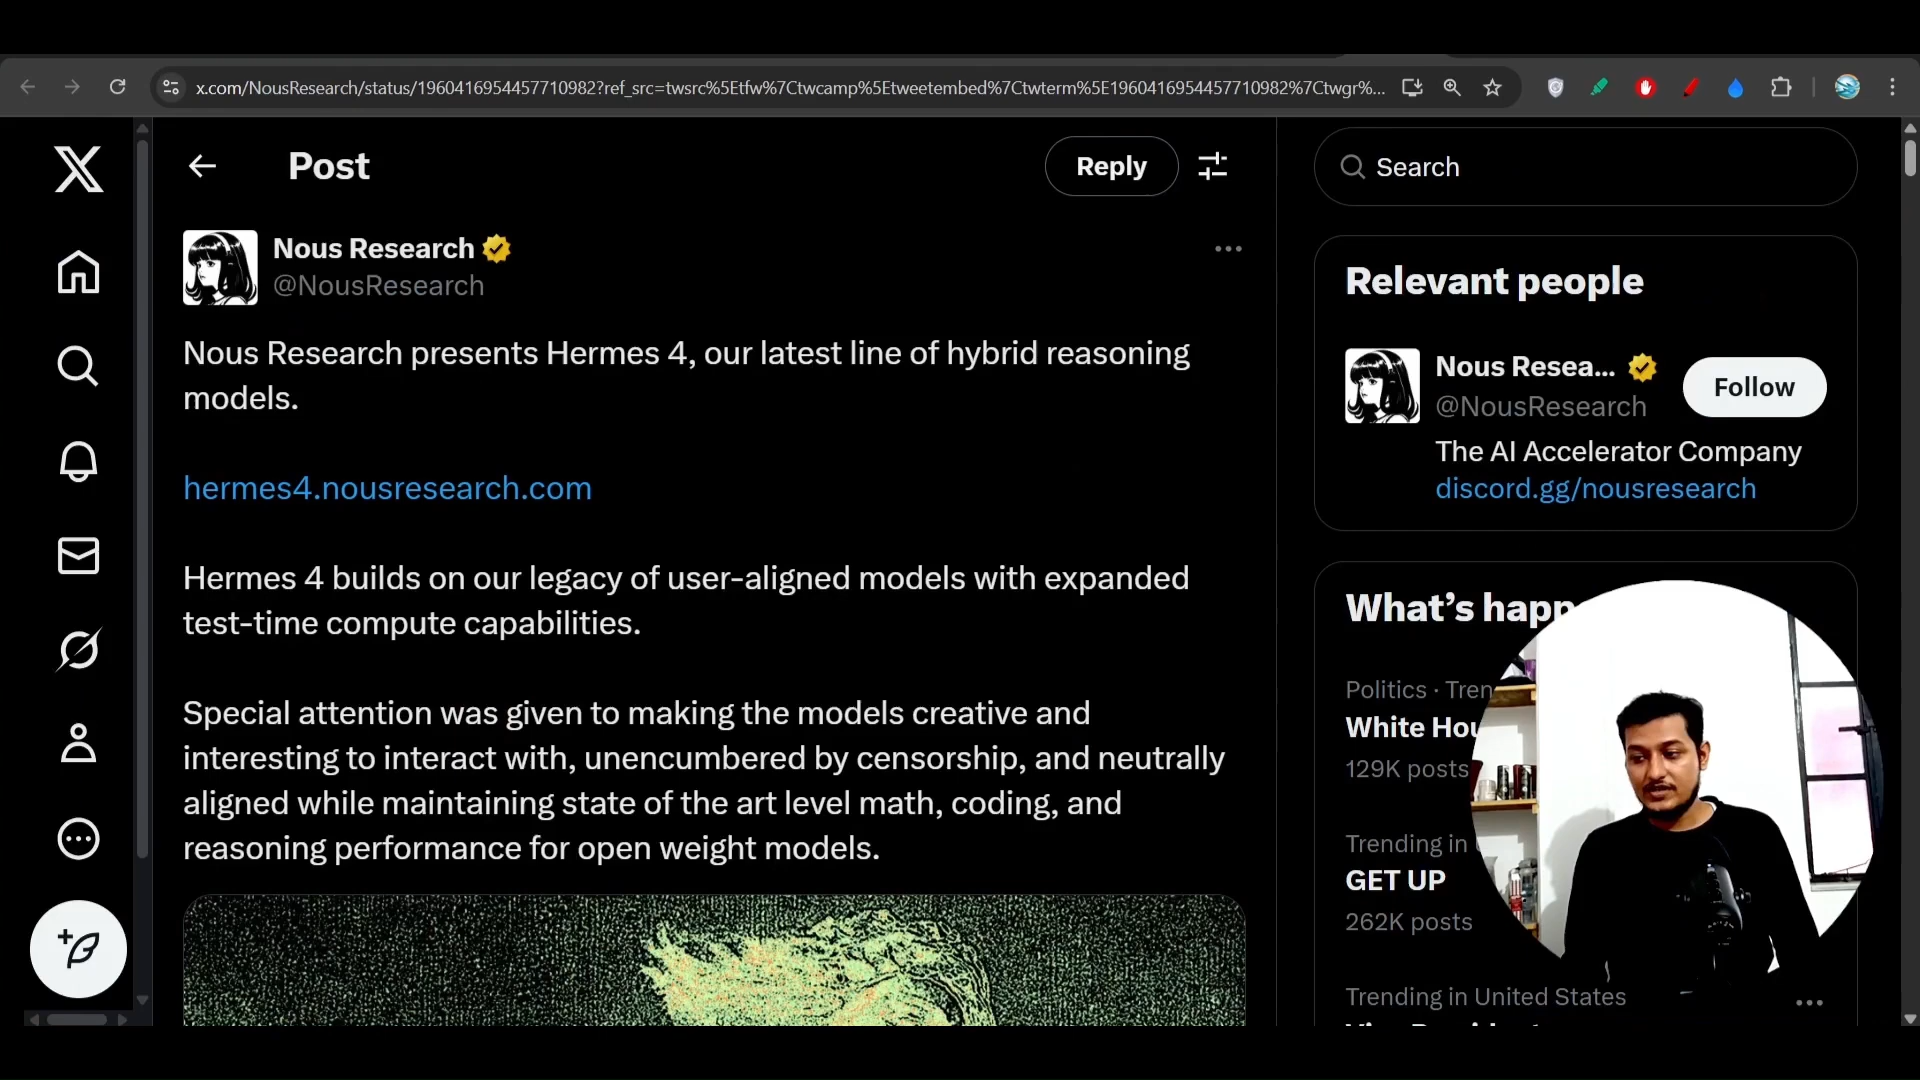 x.com/NousResearch/status/1960416954457710982?ref_src=twsrc%5Etfw%7Ctwcamp%5Etweetembed%7Ctwterm%5E1960416954457710982%7Ctwgr%...
Post
Reply
Nous Research
@NousResearch
Nous Research presents Hermes 4, our latest line of hybrid reasoning
models.
hermes4.nousresearch.com
Hermes 4 builds on our legacy of user-aligned models with expanded
test-time compute capabilities.
Special attention was given to making the models creative and
interesting to interact with, unencumbered by censorship, and neutrally
aligned while maintaining state of the art level math, coding, and
reasoning performance for open weight models.
Search
Relevant people
Nous Resea...
@NousResearch
Follow
The AI Accelerator Company
discord.gg/nousresearch
What's happ
Politics · Tren
White Hou
129K posts
Trending in
GET UP
262K posts
Trending in United States